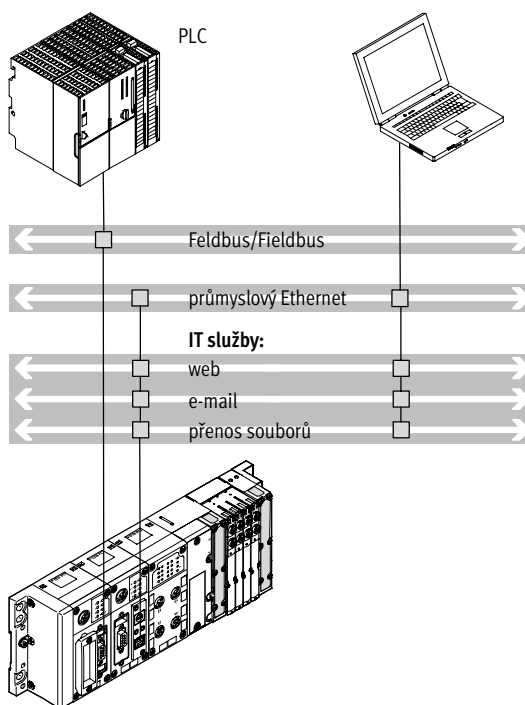 PLC
Feldbus/Fieldbus
průmyslový Ethernet
IT služby:
web
e-mail
přenos souborů